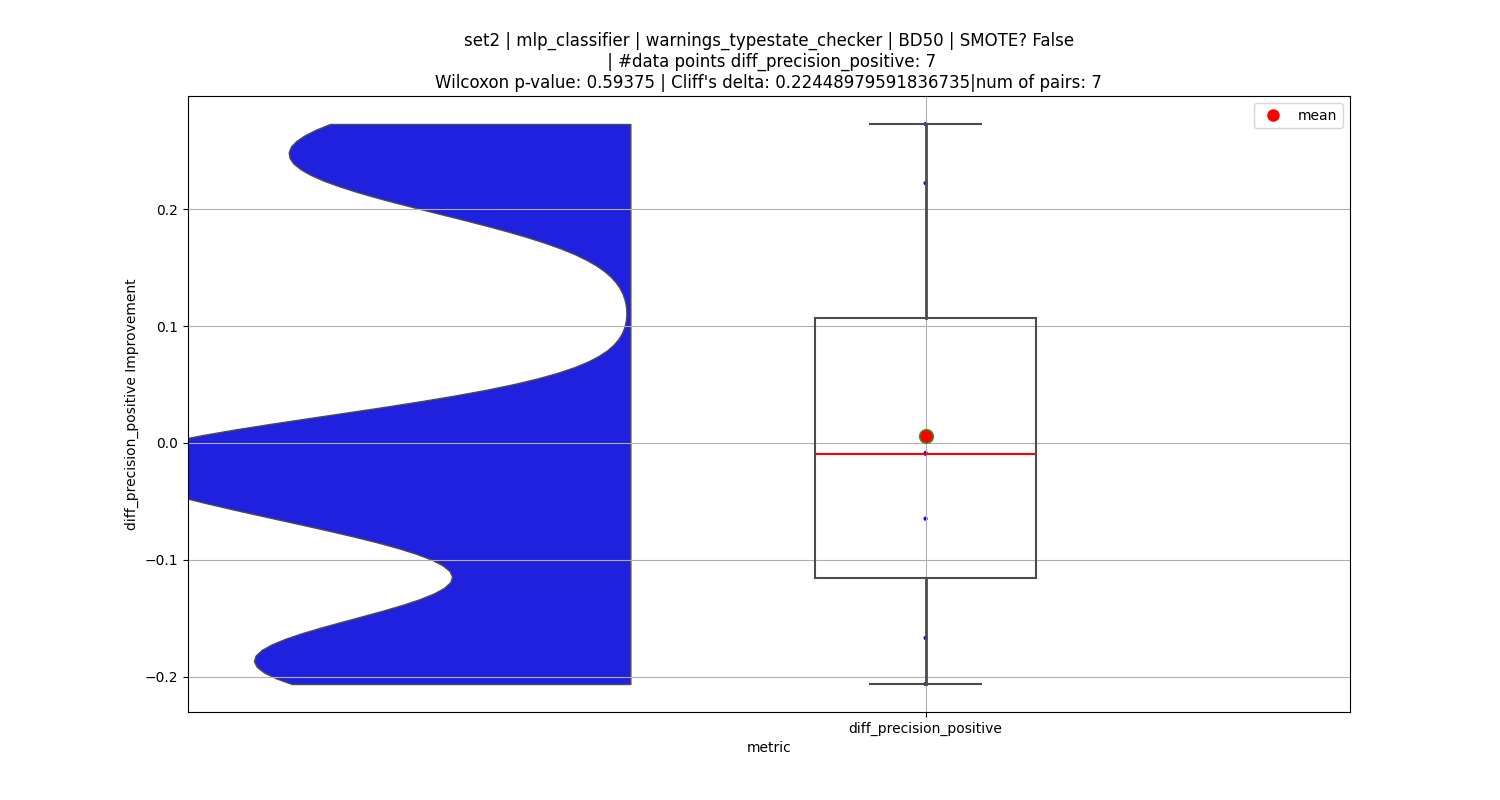 set2 | mlp_classifier | warnings_typestate_checker | BD50 | SMOTE? False
| #data points diff_precision_positive: 7
Wilcoxon p-value: 0.59375 | Cliff's delta: 0.22448979591836735|num of pairs: 7
mean
diff_precision_positive Improvement
0.2
0.1
0.0
−0.1
−0.2
diff_precision_positive
metric